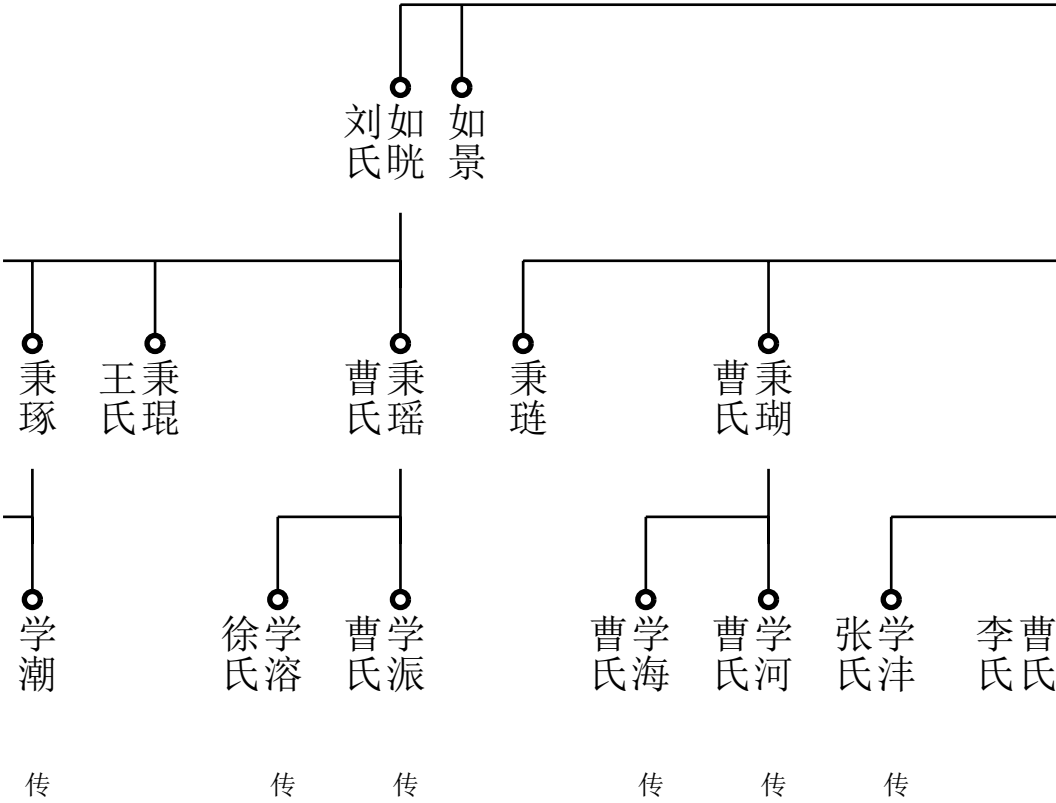 如景
如晄
刘氏
秉瑚
曹氏
秉琏
秉瑶
曹氏
秉琨
王氏
秉琢
曹氏
李氏
学沣
张氏
学河
曹氏
学海
曹氏
学派
曹氏
学溶
徐氏
学潮
传
传
传
传
传
传